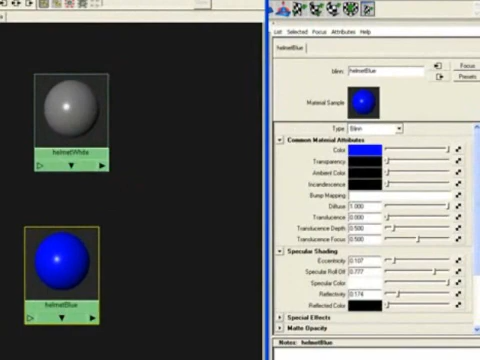 List Selected Focus Attributes Help
helmetBlue
blinn: helmetBlue
Focus
Presets
Material Sample
Type Blinn
Common Material Attributes
Color
Transparency
Ambient Color
Incandescence
Bump Mapping
Diffuse 1.000
Translucence 0.000
Translucence Depth 0.500
Translucence Focus 0.500
Specular Shading
Eccentricity 0.107
Specular Roll Off 0.777
Specular Color
Reflectivity 0.174
Reflected Color
Special Effects
Matte Opacity
Notes: helmetBlue
helmetWhite
helmetBlue